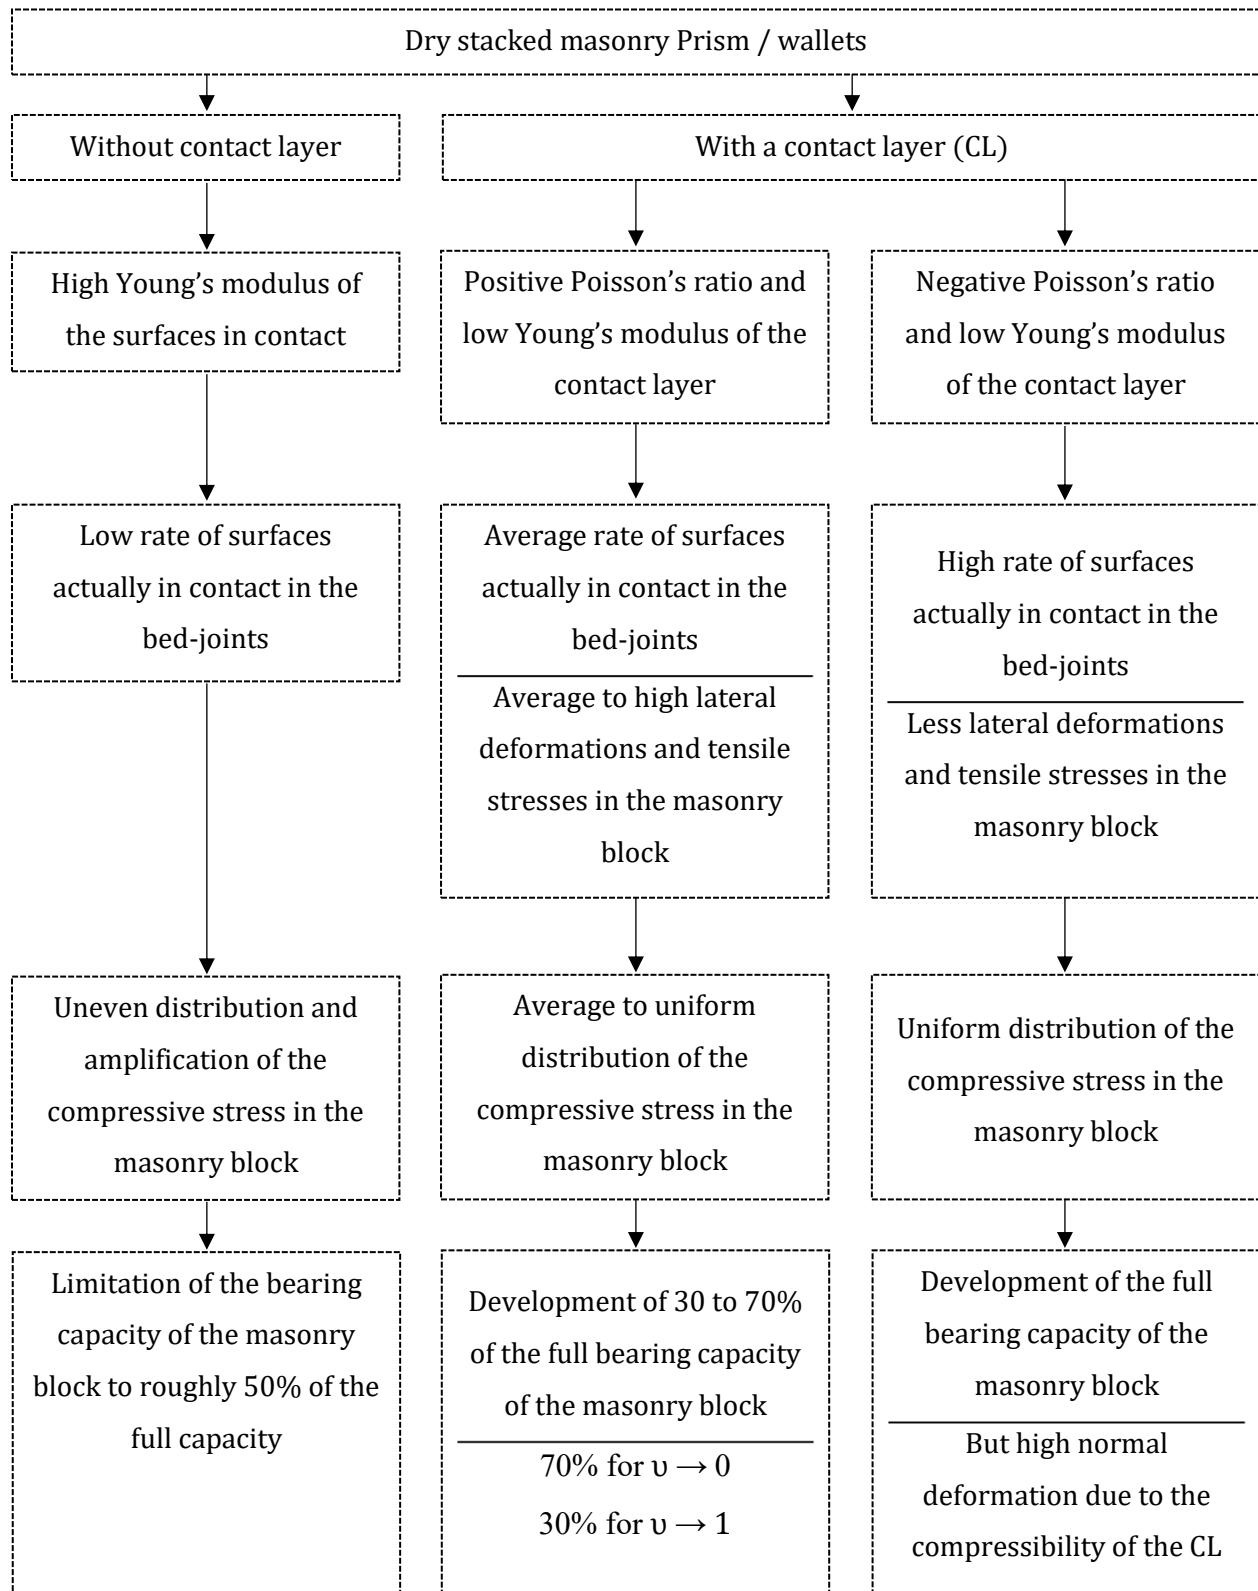 Dry stacked masonry Prism / wallets
Without contact layer
With a contact layer (CL)
High Young’s modulus of
the surfaces in contact
Positive Poisson’s ratio and
low Young’s modulus of the
contact layer
Negative Poisson’s ratio
and low Young’s modulus
of the contact layer
Low rate of surfaces
actually in contact in the
bed-joints
Average rate of surfaces
actually in contact in the
bed-joints
Average to high lateral
deformations and tensile
stresses in the masonry
block
High rate of surfaces
actually in contact in the
bed-joints
Less lateral deformations
and tensile stresses in the
masonry block
Uneven distribution and
amplification of the
compressive stress in the
masonry block
Average to uniform
distribution of the
compressive stress in the
masonry block
Uniform distribution of the
compressive stress in the
masonry block
Limitation of the bearing
capacity of the masonry
block to roughly 50% of the
full capacity
Development of 30 to 70%
of the full bearing capacity
of the masonry block
70% for υ → 0
30% for υ → 1
Development of the full
bearing capacity of the
masonry block
But high normal
deformation due to the
compressibility of the CL